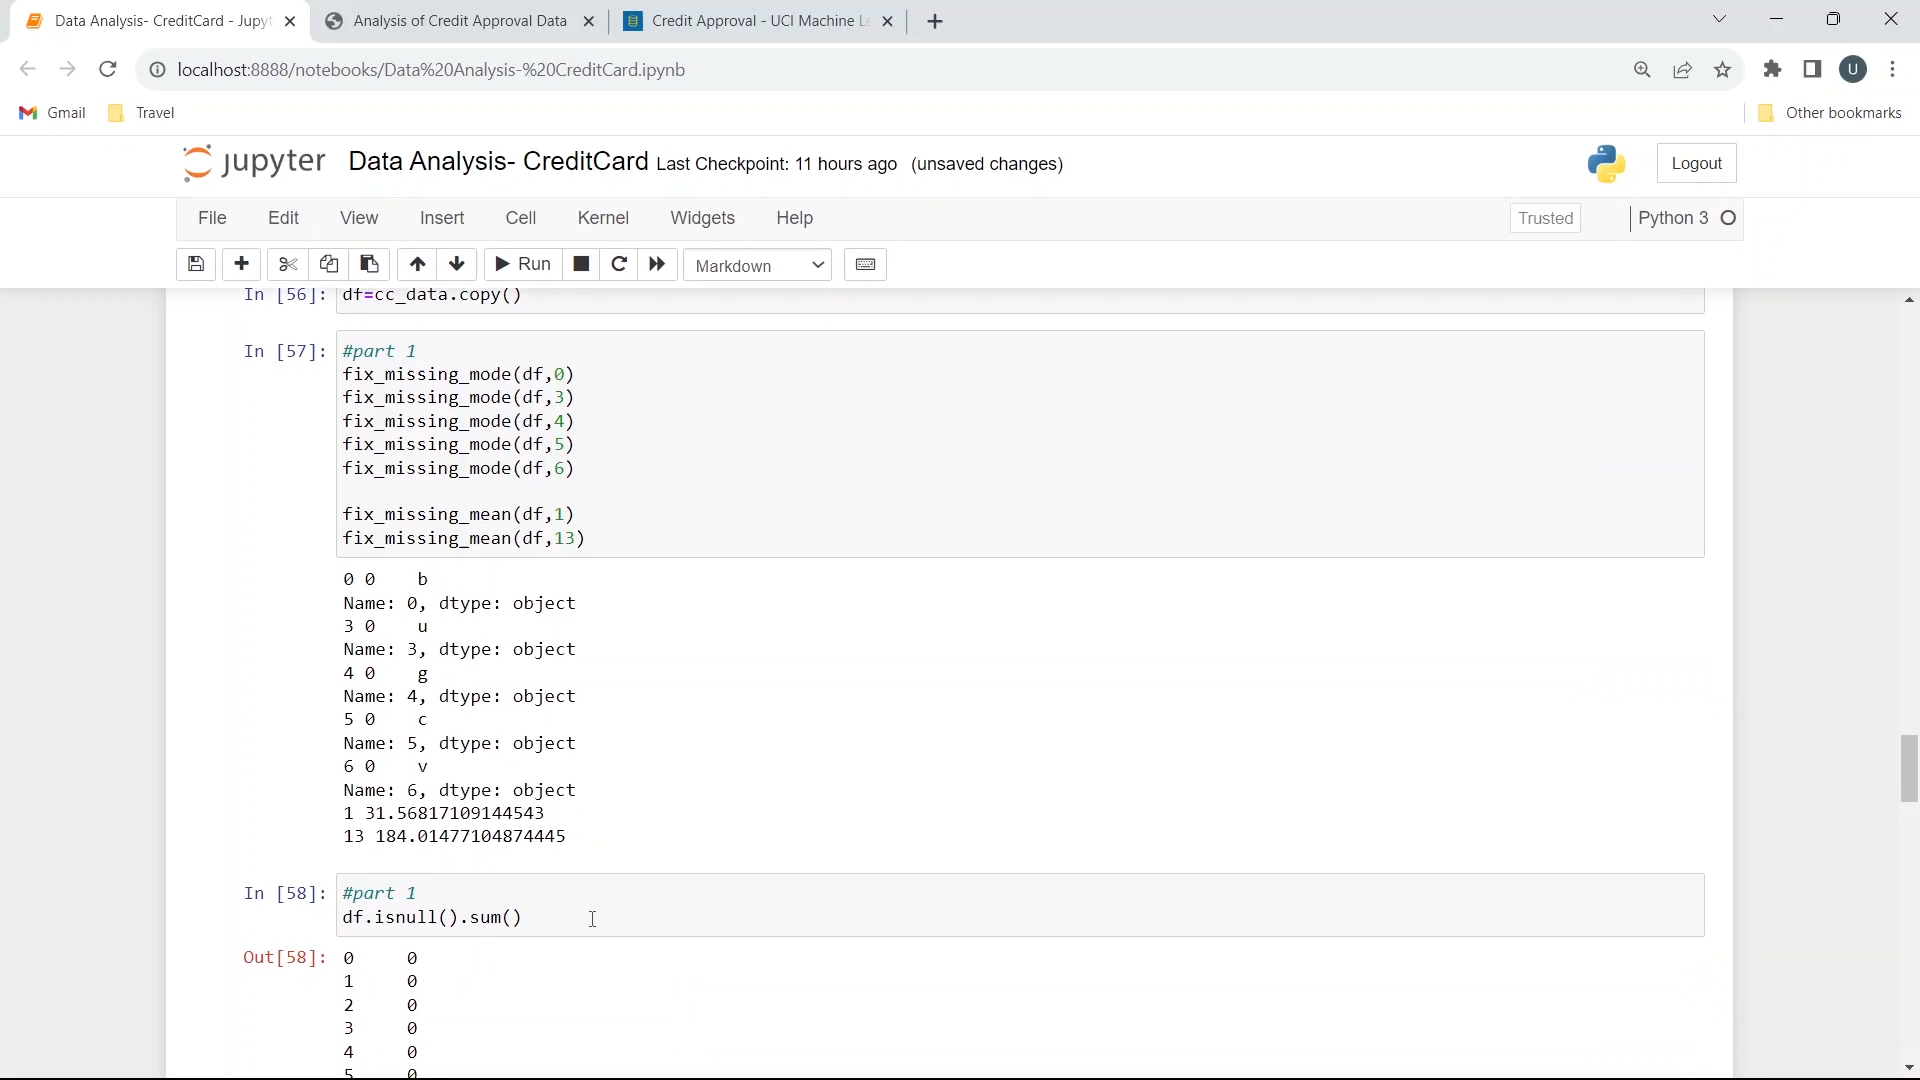 Data Analysis- CreditCard - Jupyt
Analysis of Credit Approval Data
Credit Approval - UCI Machine Le
localhost:8888/notebooks/Data%20Analysis-%20CreditCard.ipynb
U
Gmail
Travel
Other bookmarks
jupyter Data Analysis- CreditCard Last Checkpoint: 11 hours ago (unsaved changes)
Logout
File Edit View Insert Cell Kernel Widgets Help
Trusted
Python 3
Run
Markdown
In [56]: df=cc_data.copy()
In [57]: #part 1
fix_missing_mode(df,0)
fix_missing_mode(df,3)
fix_missing_mode(df,4)
fix_missing_mode(df,5)
fix_missing_mode(df,6)
fix_missing_mean(df,1)
fix_missing_mean(df,13)
0 0    b
Name: 0, dtype: object
3 0    u
Name: 3, dtype: object
4 0    g
Name: 4, dtype: object
5 0    c
Name: 5, dtype: object
6 0    v
Name: 6, dtype: object
1 31.56817109144543
13 184.01477104874445
In [58]: #part 1
df.isnull().sum()
Out[58]: 0     0
1     0
2     0
3     0
4     0
5     0